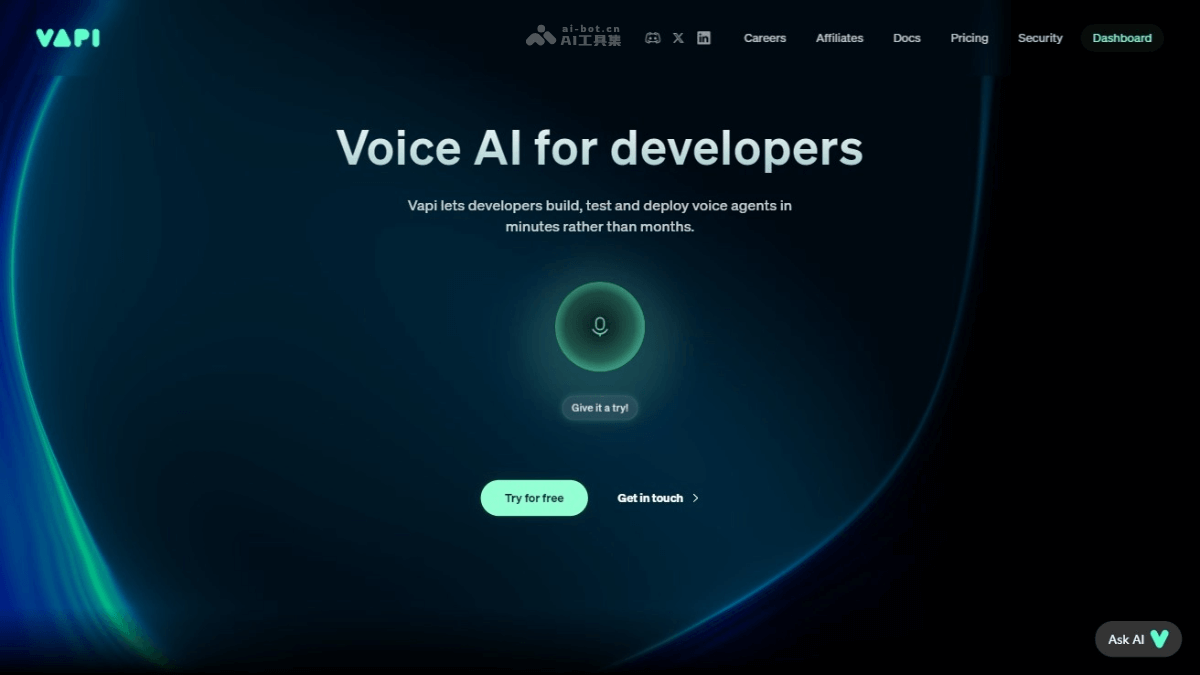 VAPI
ai-bot.cn
AI工具集
Careers
Affiliates
Docs
Pricing
Security
Dashboard
Voice AI for developers
Vapi lets developers build, test and deploy voice agents in
minutes rather than months.
Give it a try!
Try for free
Get in touch
Ask AI